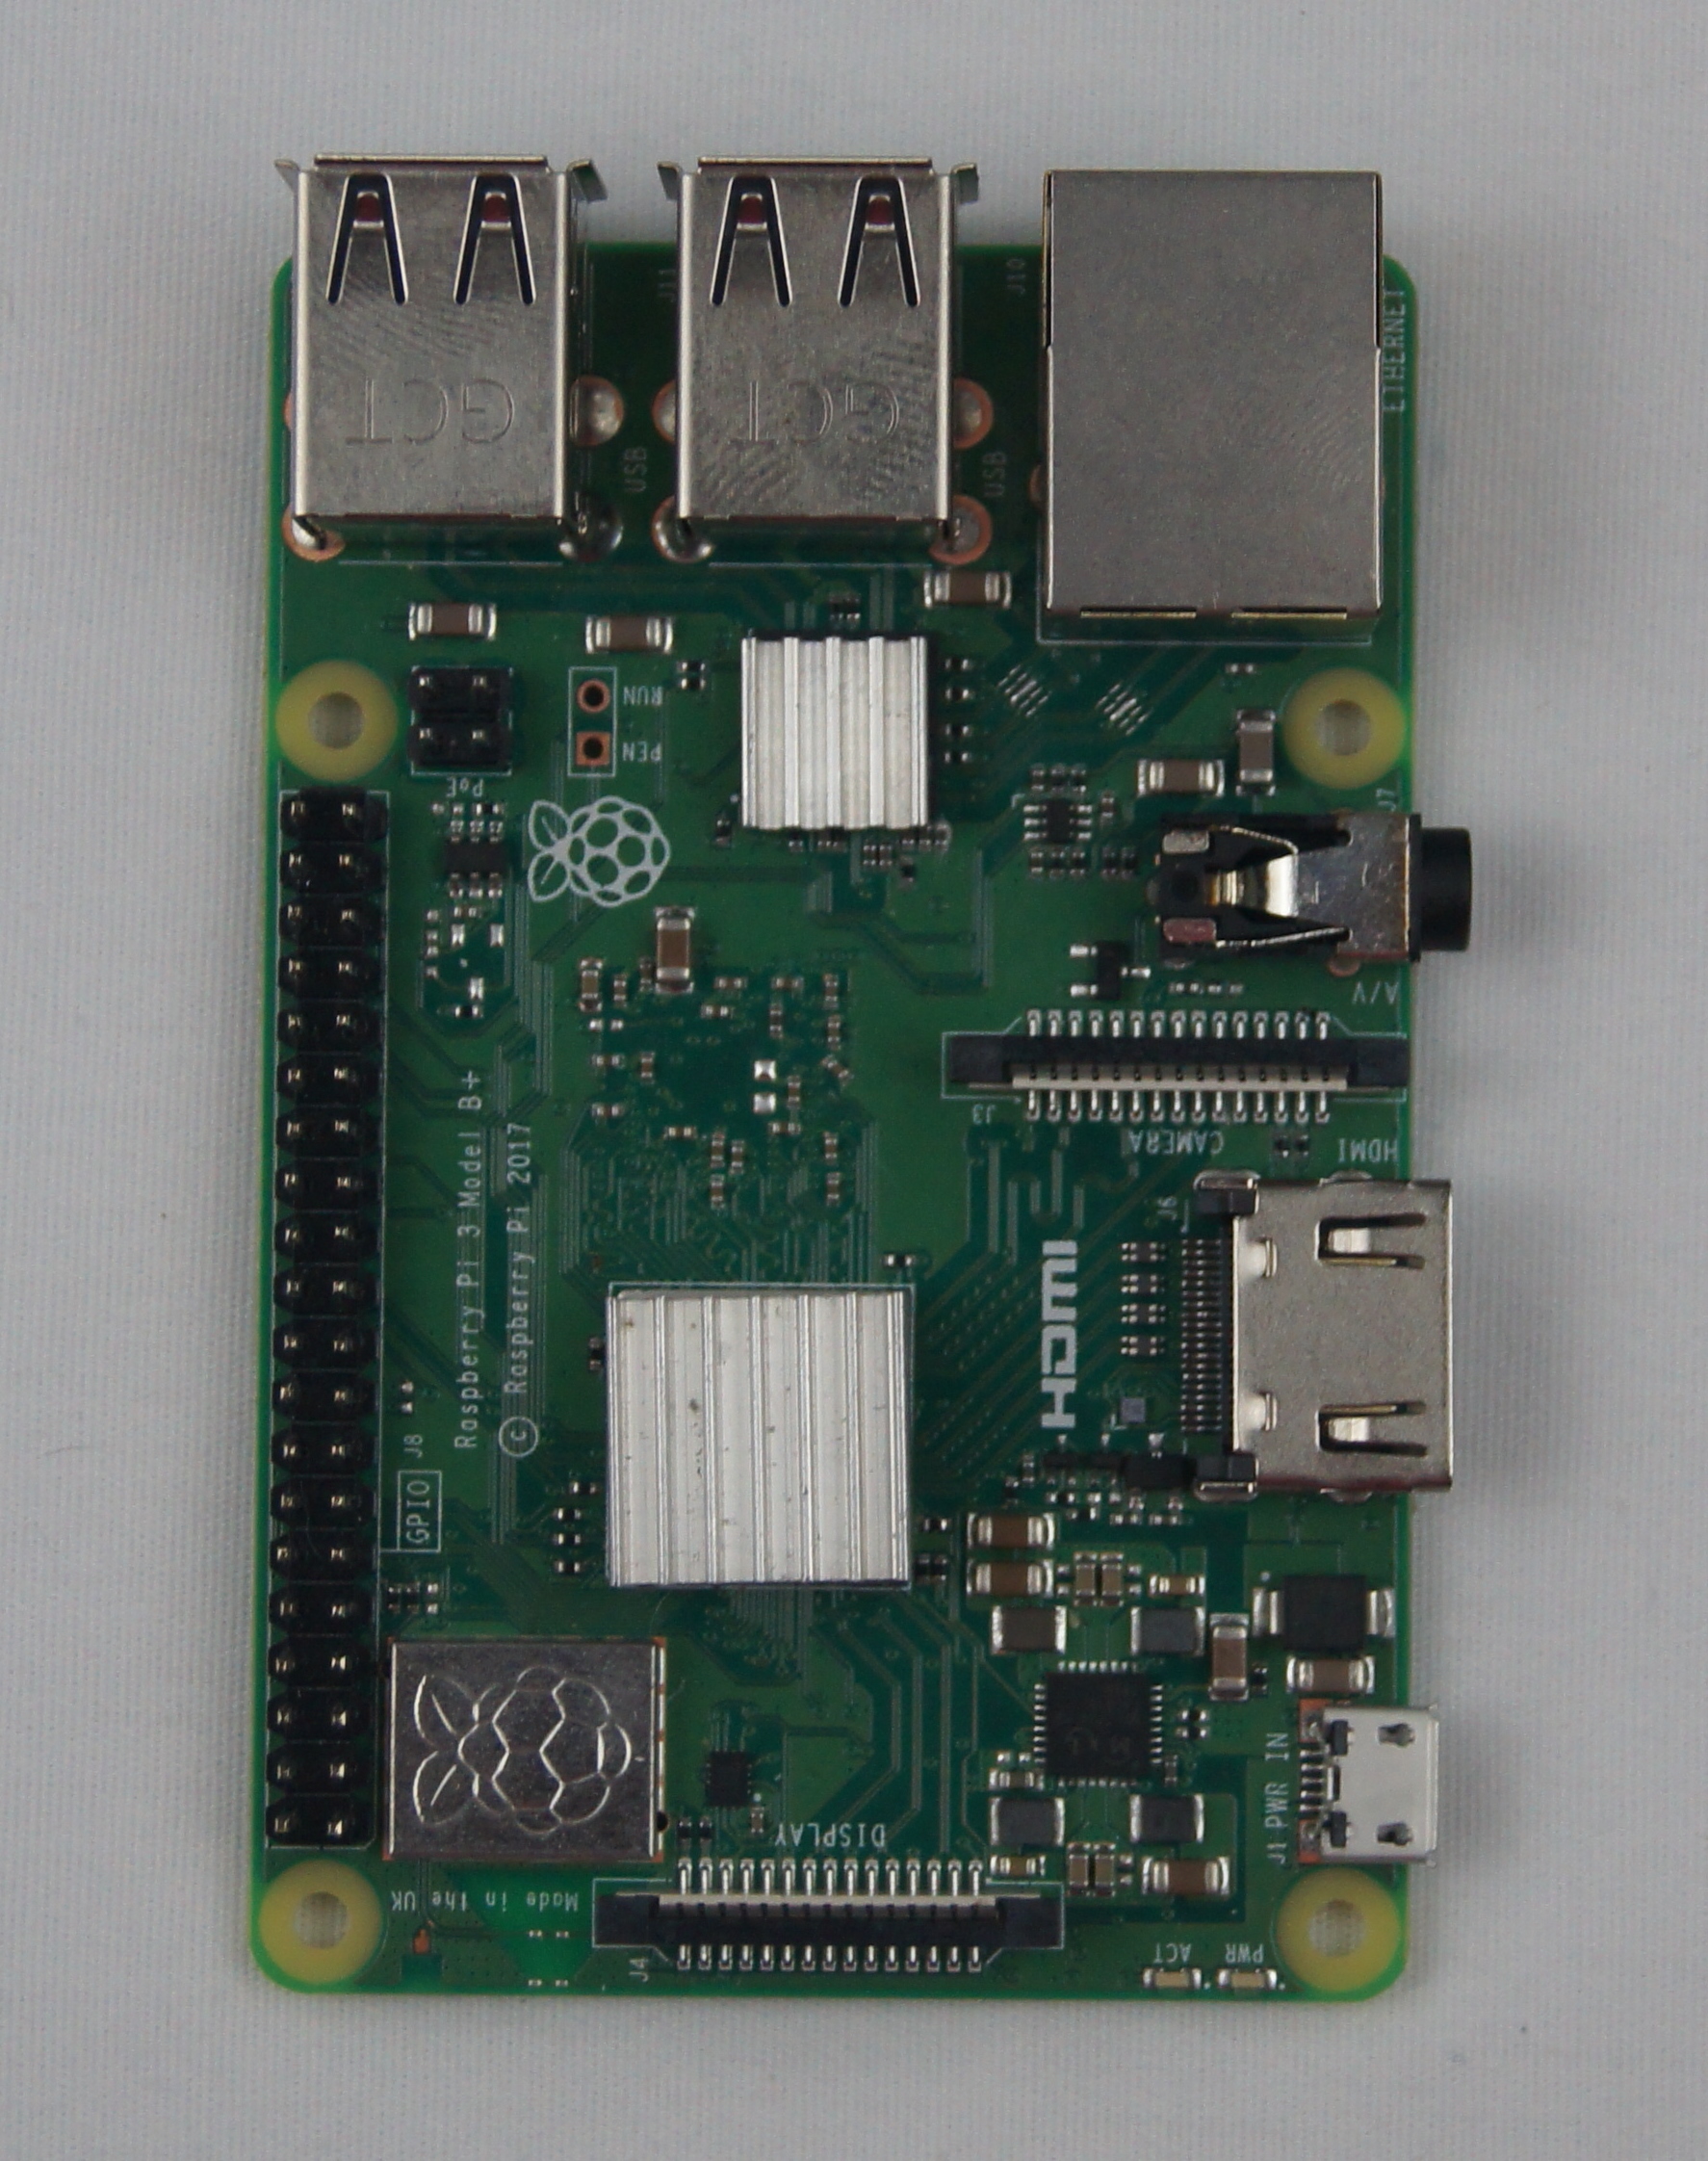 J11
J10
ETHERNET
GCT
GCT
USB
USB
RUN
PEN
PoE
J7
A/V
J3
CAMERA
HDMI
J6
HDMI
Raspberry Pi 3 Model B+
© Raspberry Pi 2017
J8
GPIO
J1 PWR IN
DISPLAY
Made in the UK
J4
ACT
PWR